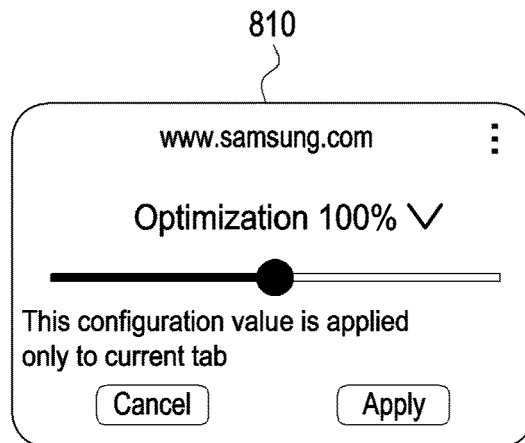 810
www.samsung.com
Optimization 100%
This configuration value is applied
only to current tab
Cancel
Apply